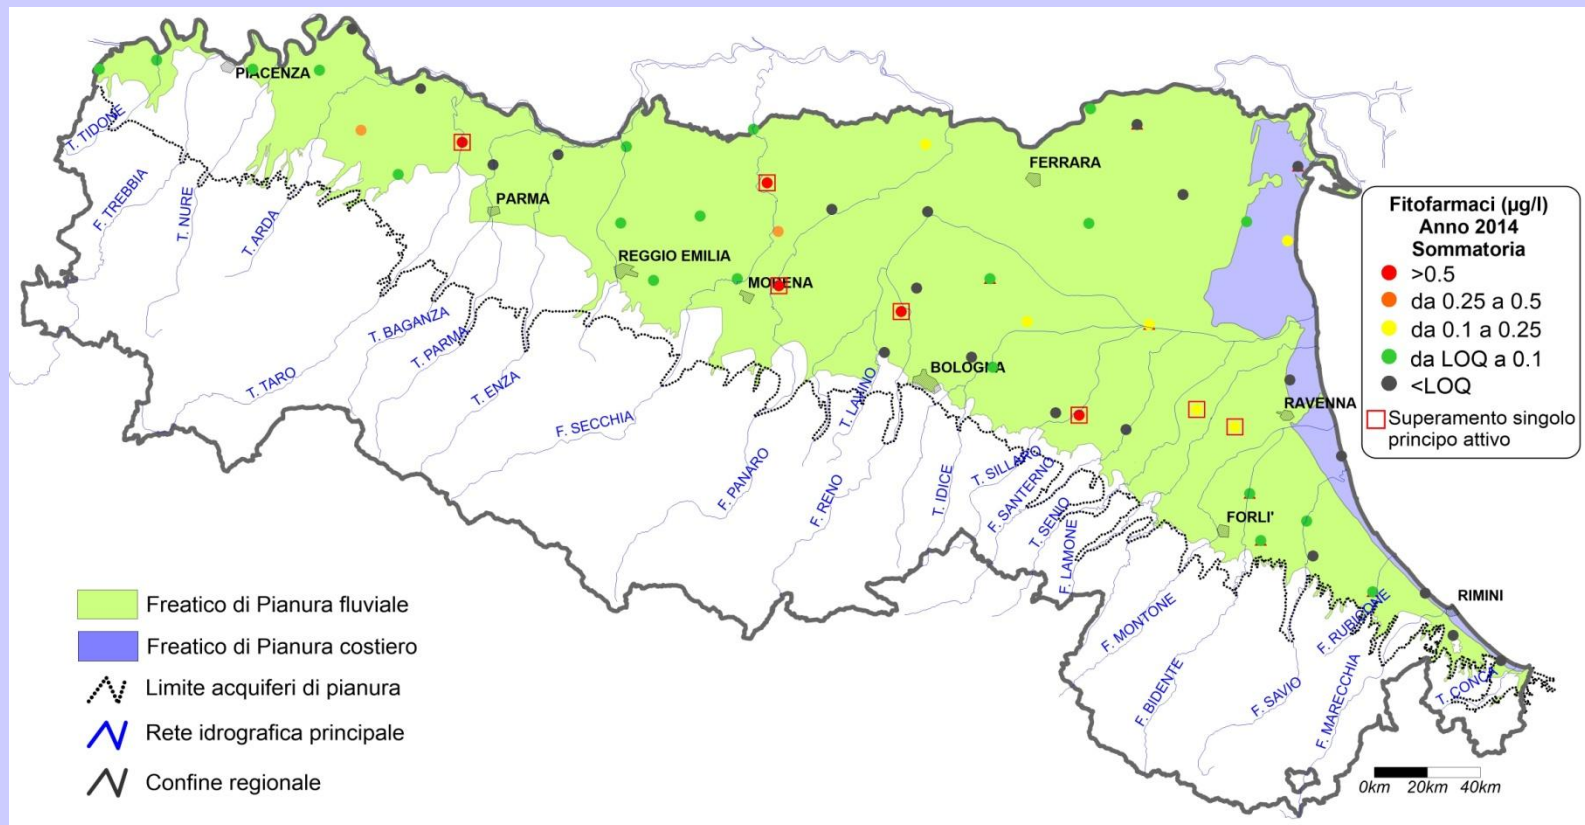 PIACENZA
T. TIDONE
F. TREBBIA
T. NURE
T. ARDA
PARMA
FERRARA
REGGIO EMILIA
MODENA
T. BAGANZA
T. PARMA
T. TARO
T. ENZA
F. SECCHIA
BOLOGNA
T. LAVINO
F. PANARO
F. RENO
T. IDICE
T. SILLARO
F. SANTERNO
T. SENIO
F. LAMONE
RAVENNA
FORLI'
F. MONTONE
F. BIDENTE
F. SAVIO
F. RUBICONE
F. MARECCHIA
RIMINI
T. CONCA
Fitofarmaci (µg/l)
Anno 2014
Sommatoria
>0.5
da 0.25 a 0.5
da 0.1 a 0.25
da LOQ a 0.1
<LOQ
Superamento singolo
principo attivo
Freatico di Pianura fluviale
Freatico di Pianura costiero
Limite acquiferi di pianura
Rete idrografica principale
Confine regionale
0km 20km 40km